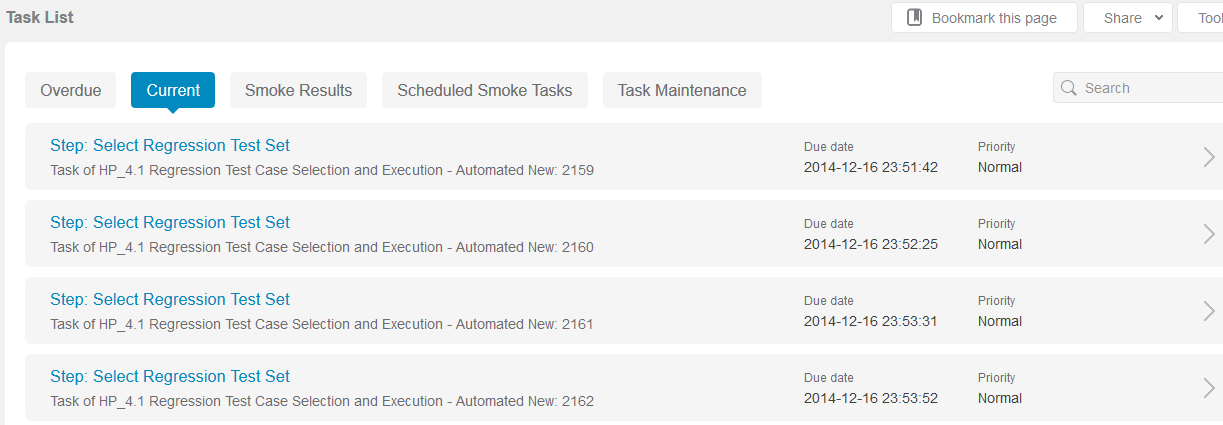 Task List
Bookmark this page
Share
Overdue
Current
Smoke Results
Scheduled Smoke Tasks
Task Maintenance
Search
Step: Select Regression Test Set
Due date
Priority
Task of HP_4.1 Regression Test Case Selection and Execution - Automated New: 2159
2014-12-16 23:51:42
Normal
Step: Select Regression Test Set
Due date
Priority
Task of HP_4.1 Regression Test Case Selection and Execution - Automated New: 2160
2014-12-16 23:52:25
Normal
Step: Select Regression Test Set
Due date
Priority
Task of HP_4.1 Regression Test Case Selection and Execution - Automated New: 2161
2014-12-16 23:53:31
Normal
Step: Select Regression Test Set
Due date
Priority
Task of HP_4.1 Regression Test Case Selection and Execution - Automated New: 2162
2014-12-16 23:53:52
Normal